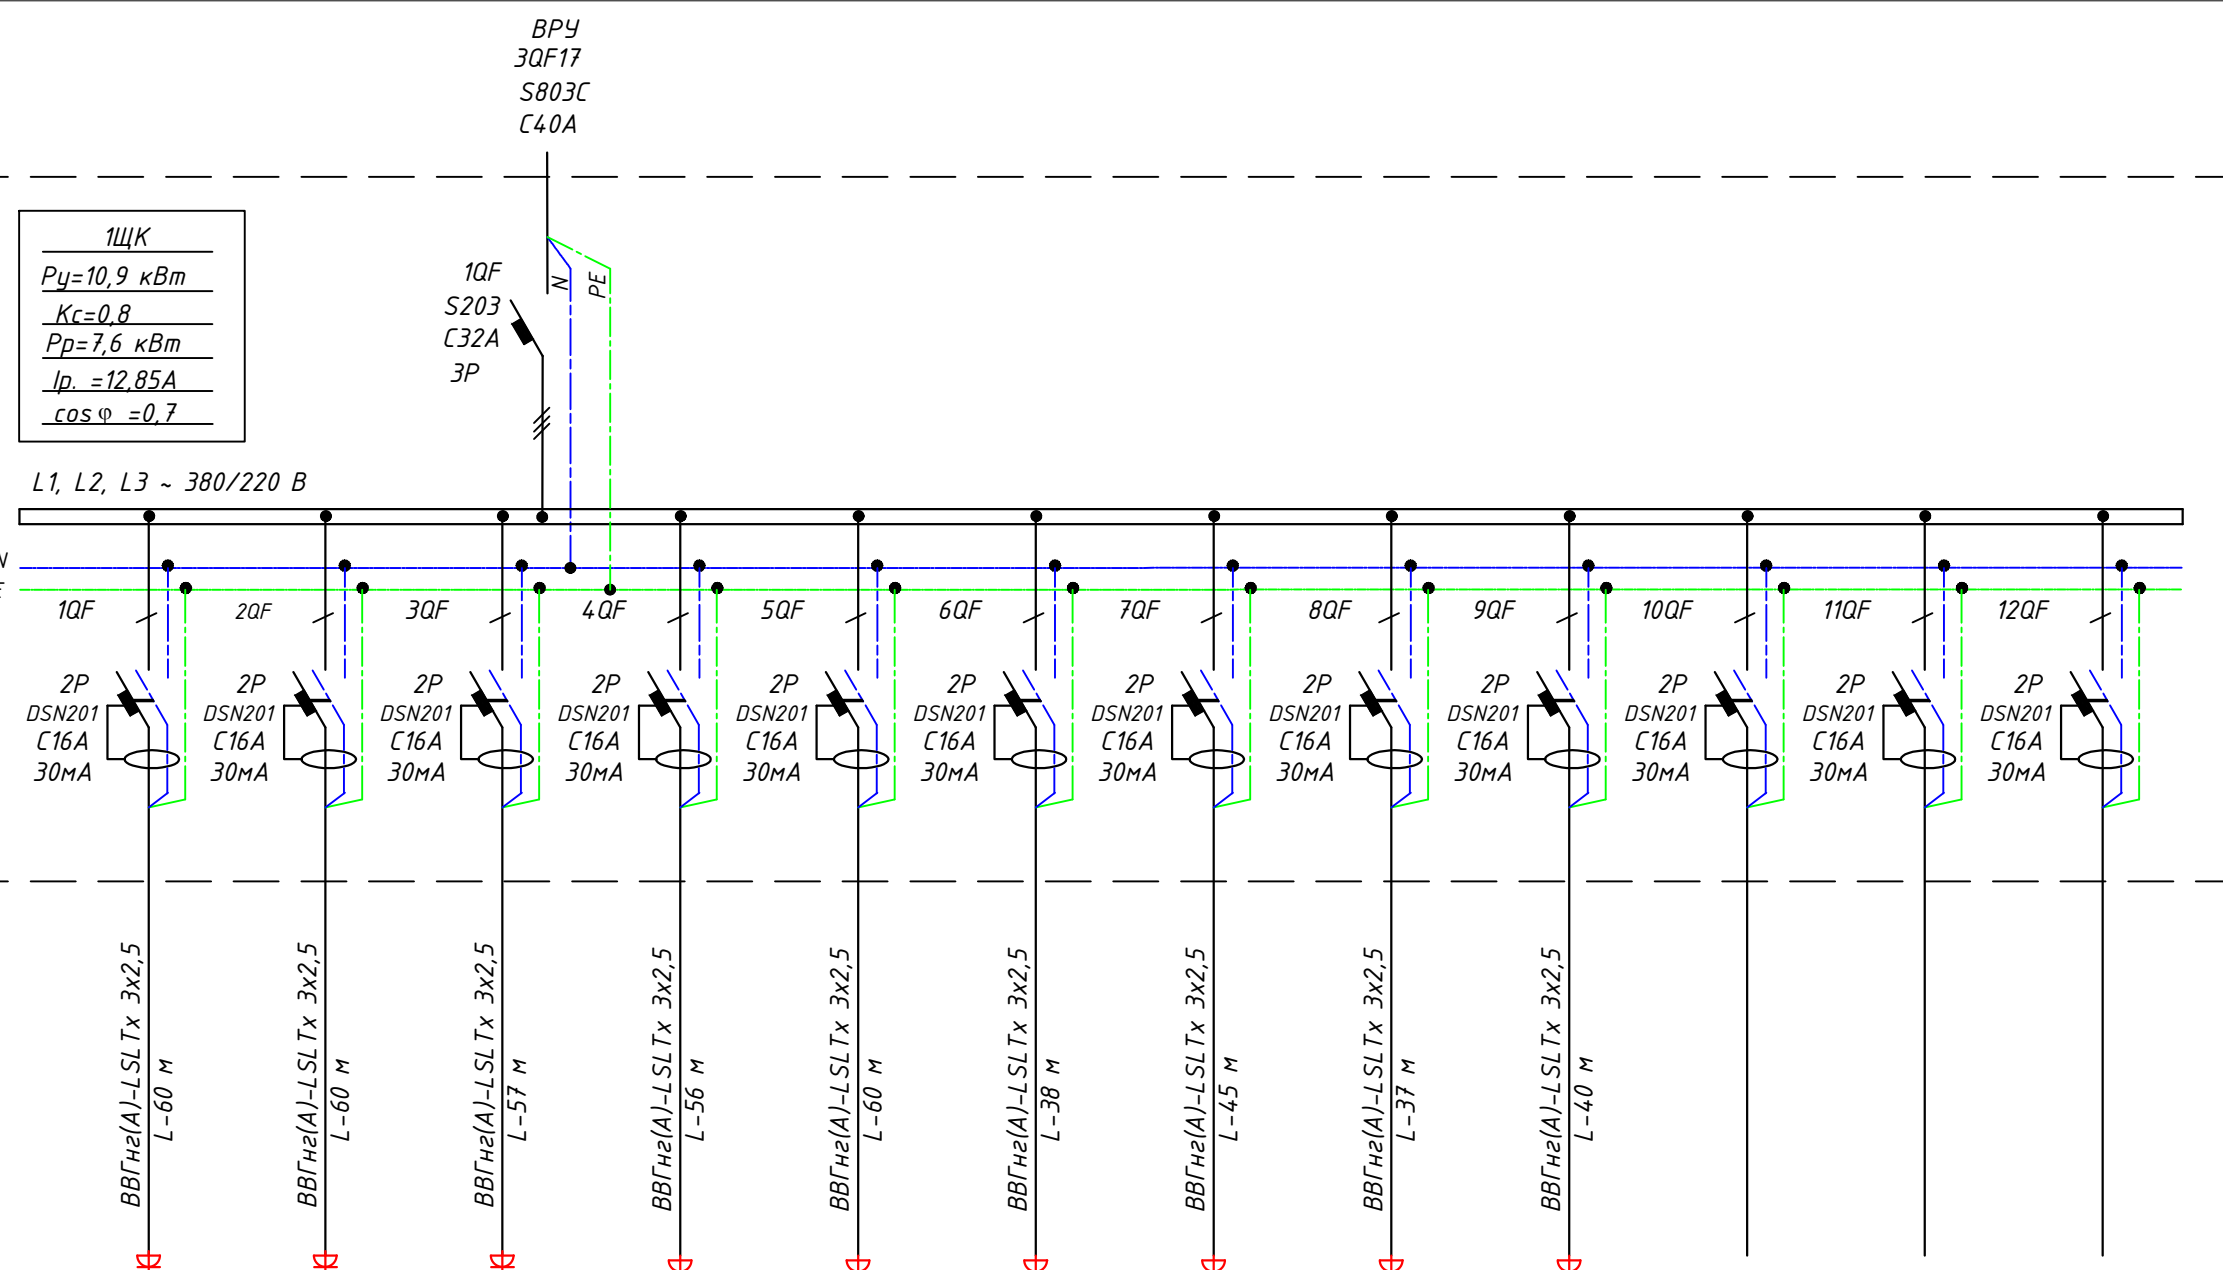 ВРУ
3QF17
S803C
C40A
1ЩК
Ру=10,9 кВт
Кс=0,8
Рр=7,6 кВт
Iр. =12,85А
cos φ =0,7
1QF
S203
C32A
3P
N
PE
L1, L2, L3 ~ 380/220 В
N
1QF
2QF
3QF
4QF
5QF
6QF
7QF
8QF
9QF
10QF
11QF
12QF
2P
DSN201
C16A
30мА
2P
DSN201
C16A
30мА
2P
DSN201
C16A
30мА
2P
DSN201
C16A
30мА
2P
DSN201
C16A
30мА
2P
DSN201
C16A
30мА
2P
DSN201
C16A
30мА
2P
DSN201
C16A
30мА
2P
DSN201
C16A
30мА
2P
DSN201
C16A
30мА
2P
DSN201
C16A
30мА
2P
DSN201
C16A
30мА
ВВГнг(А)-LSLTx 3x2,5
L-60 м
ВВГнг(А)-LSLTx 3x2,5
L-60 м
ВВГнг(А)-LSLTx 3x2,5
L-57 м
ВВГнг(А)-LSLTx 3x2,5
L-56 м
ВВГнг(А)-LSLTx 3x2,5
L-60 м
ВВГнг(А)-LSLTx 3x2,5
L-38 м
ВВГнг(А)-LSLTx 3x2,5
L-45 м
ВВГнг(А)-LSLTx 3x2,5
L-37 м
ВВГнг(А)-LSLTx 3x2,5
L-40 м